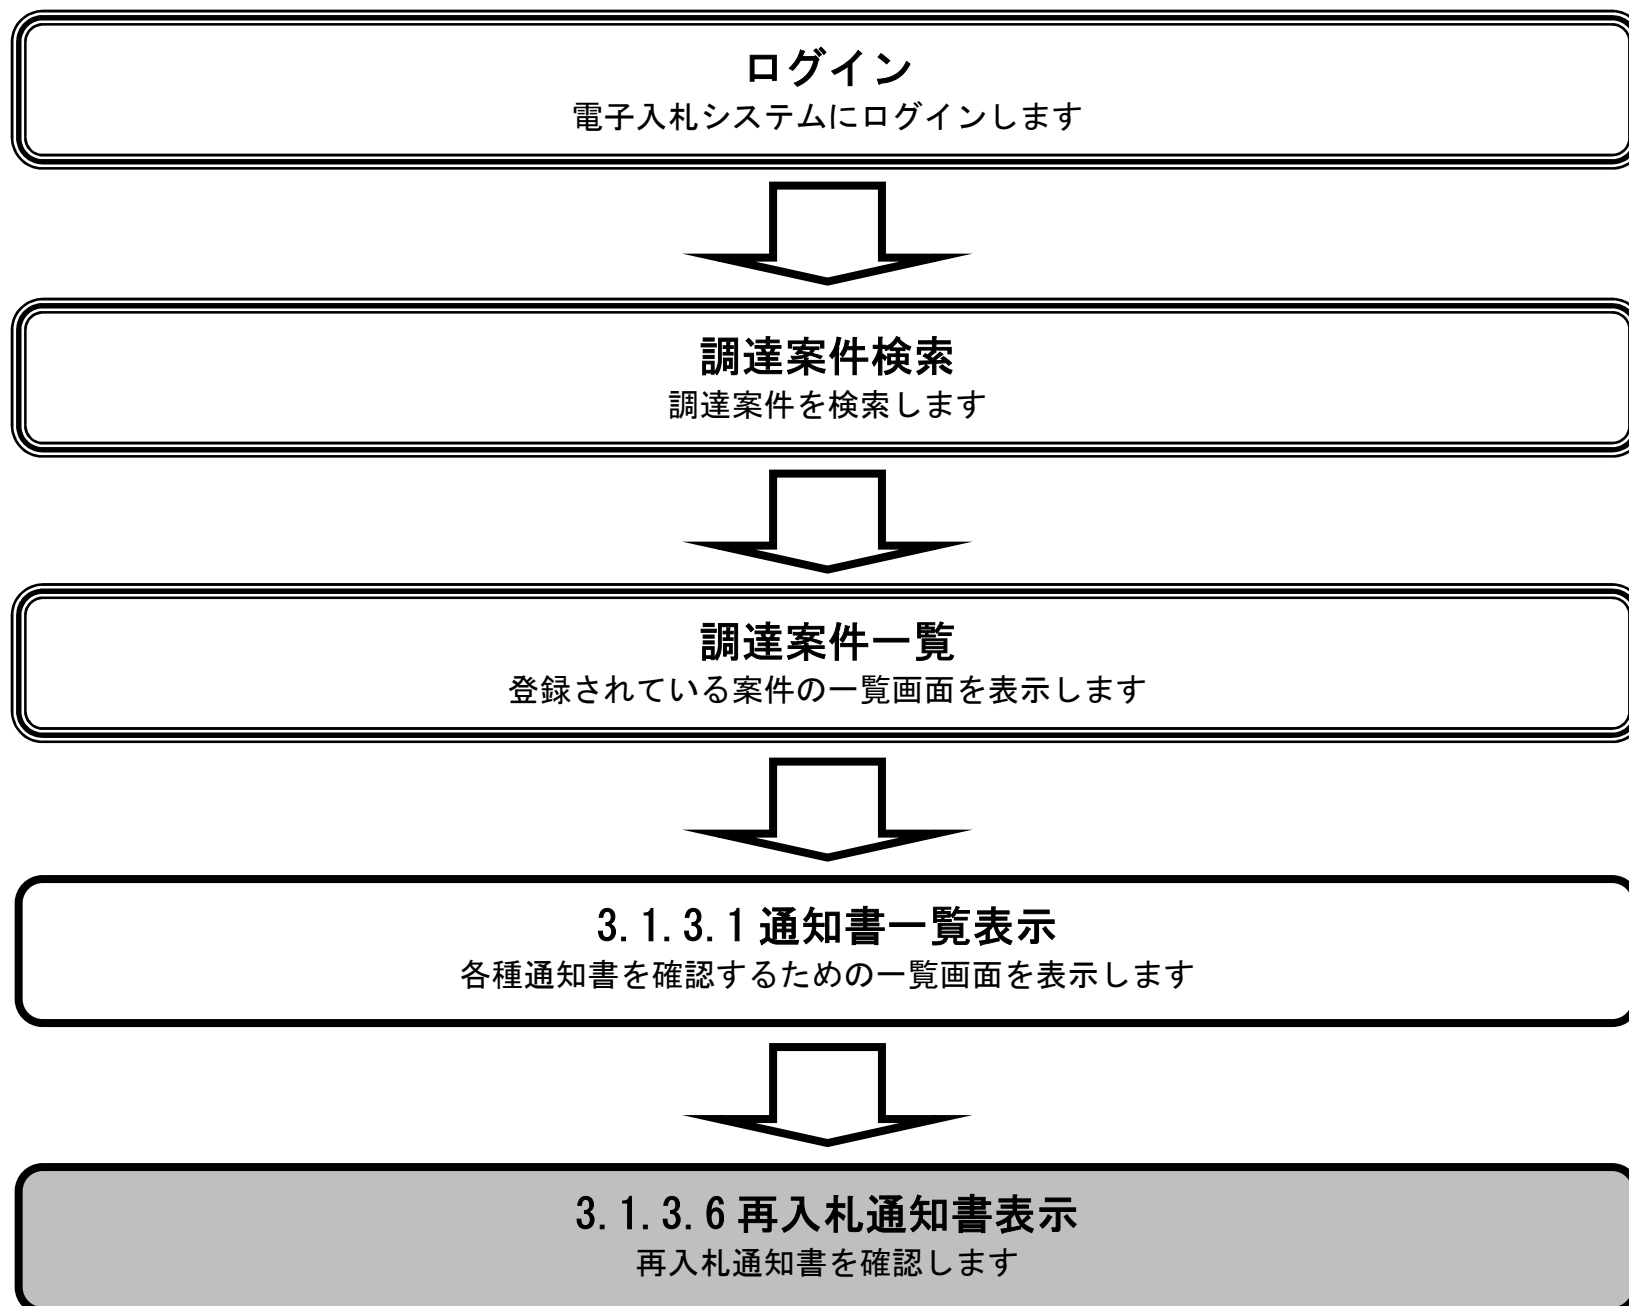 ログイン
電子入札システムにログインします
調達案件検索
調達案件を検索します
調達案件一覧
登録されている案件の一覧画面を表示します
3.1.3.1通知書一覧表示
各種通知書を確認するための一覧画面を表示します
3.1.3.6再入札通知書表示
再入札通知書を確認します